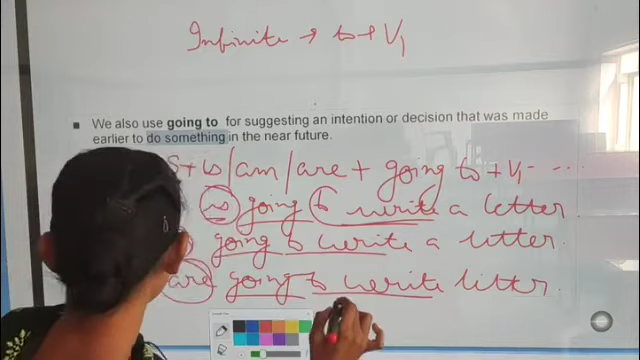 Infinite → to + V1
We also use going to for suggesting an intention or decision that was made
earlier to do something in the near future.
S + is / am / are + going to + V1 - ....
is going to write a letter
going to write a letter.
are going to write letter.